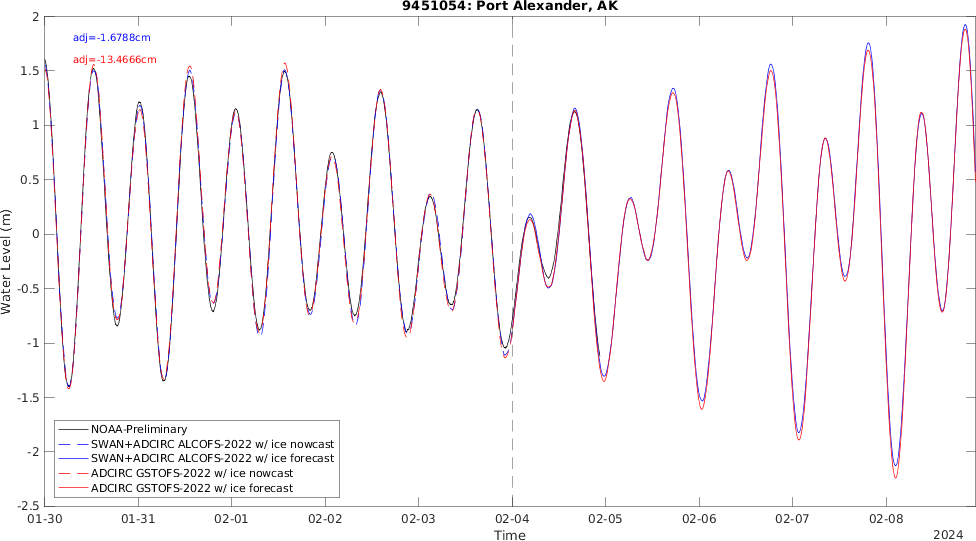 9451054: Port Alexander, AK
adj=-1.6788cm
adj=-13.4666cm
2
1.5
1
0.5
0
-0.5
-1
-1.5
-2
-2.5
Water Level (m)
NOAA-Preliminary
SWAN+ADCIRC ALCOFS-2022 w/ ice nowcast
SWAN+ADCIRC ALCOFS-2022 w/ ice forecast
ADCIRC GSTOFS-2022 w/ ice nowcast
ADCIRC GSTOFS-2022 w/ ice forecast
01-30 01-31 02-01 02-02 02-03 02-04 02-05 02-06 02-07 02-08
Time
2024